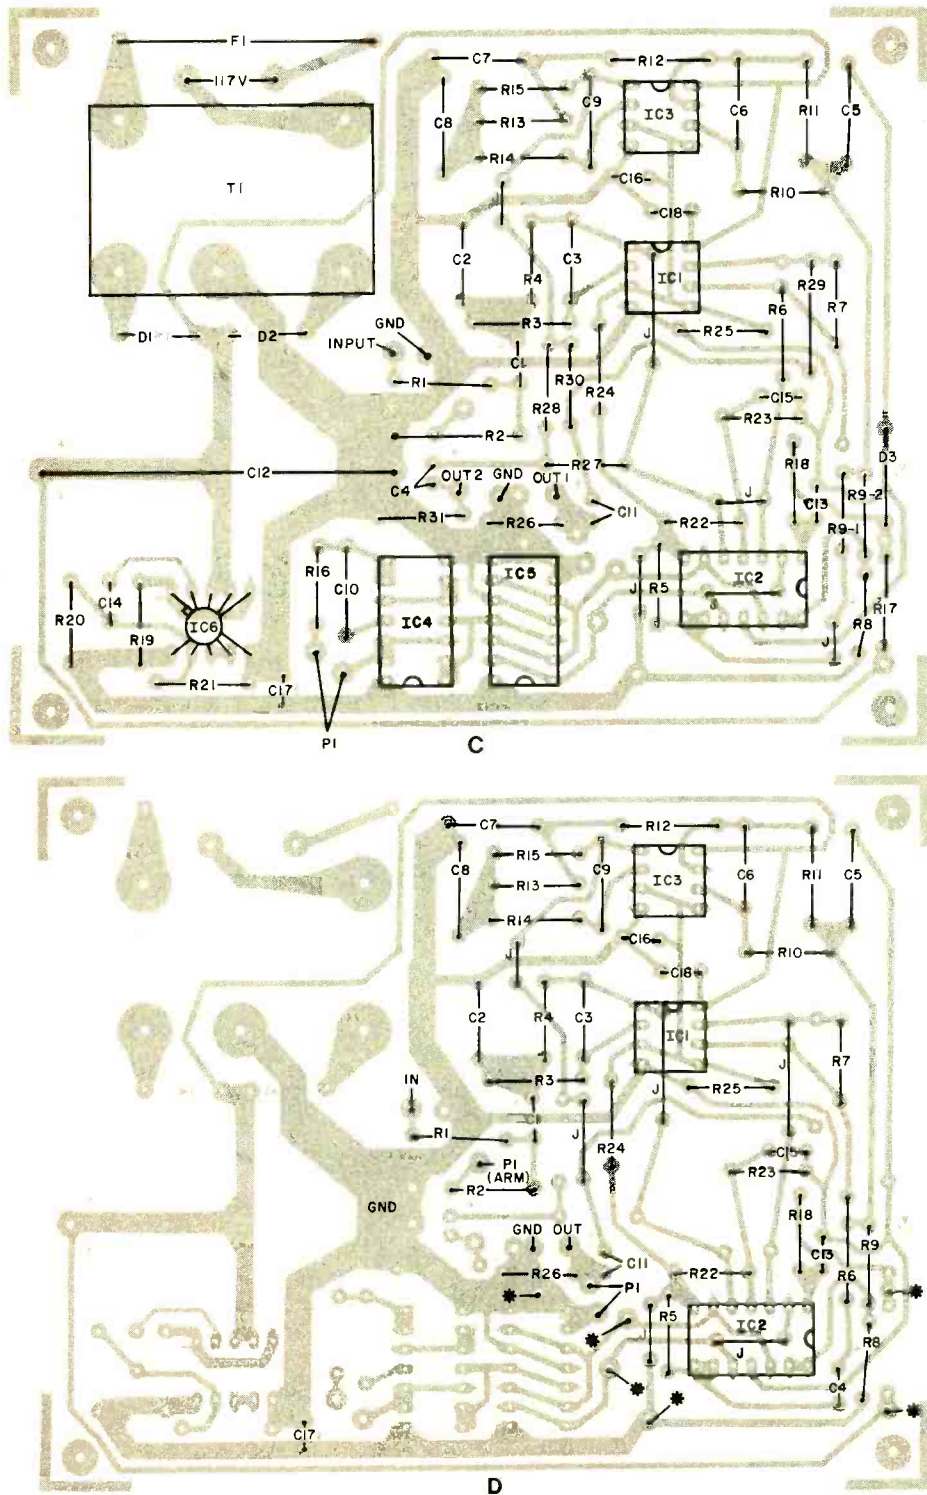 F1
117V
T1
C7
R12
R15
C8
R13
C9
R14
IC3
C6
R11
C5
C16
R10
C18
C2
R4
C3
IC1
R29
R7
R6
D1
D2
GND
INPUT
R3
J
R25
R1
C1
R30
R24
R28
C15
R23
R2
R18
D3
C12
C4
OUT2
GND
OUT1
R27
C11
J
C13
R9-2
R9-1
R31
R26
R22
R16
C10
IC4
IC5
J
R5
IC2
J
R17
R8
J
R20
C14
R19
IC6
R21
C17
P1
C
C7
R12
R15
C8
R13
C9
R14
IC3
C6
R11
C5
C16
J
R10
C18
C2
R4
C3
IC1
R7
J
IN
R3
J
R25
R1
J
R24
P1
(ARM)
R2
C15
R23
GND
GND
OUT
C11
R18
C13
R9
R26
P1
R22
R6
*
*
*
J
R5
IC2
J
R8
C4
*
*
*
C17
D